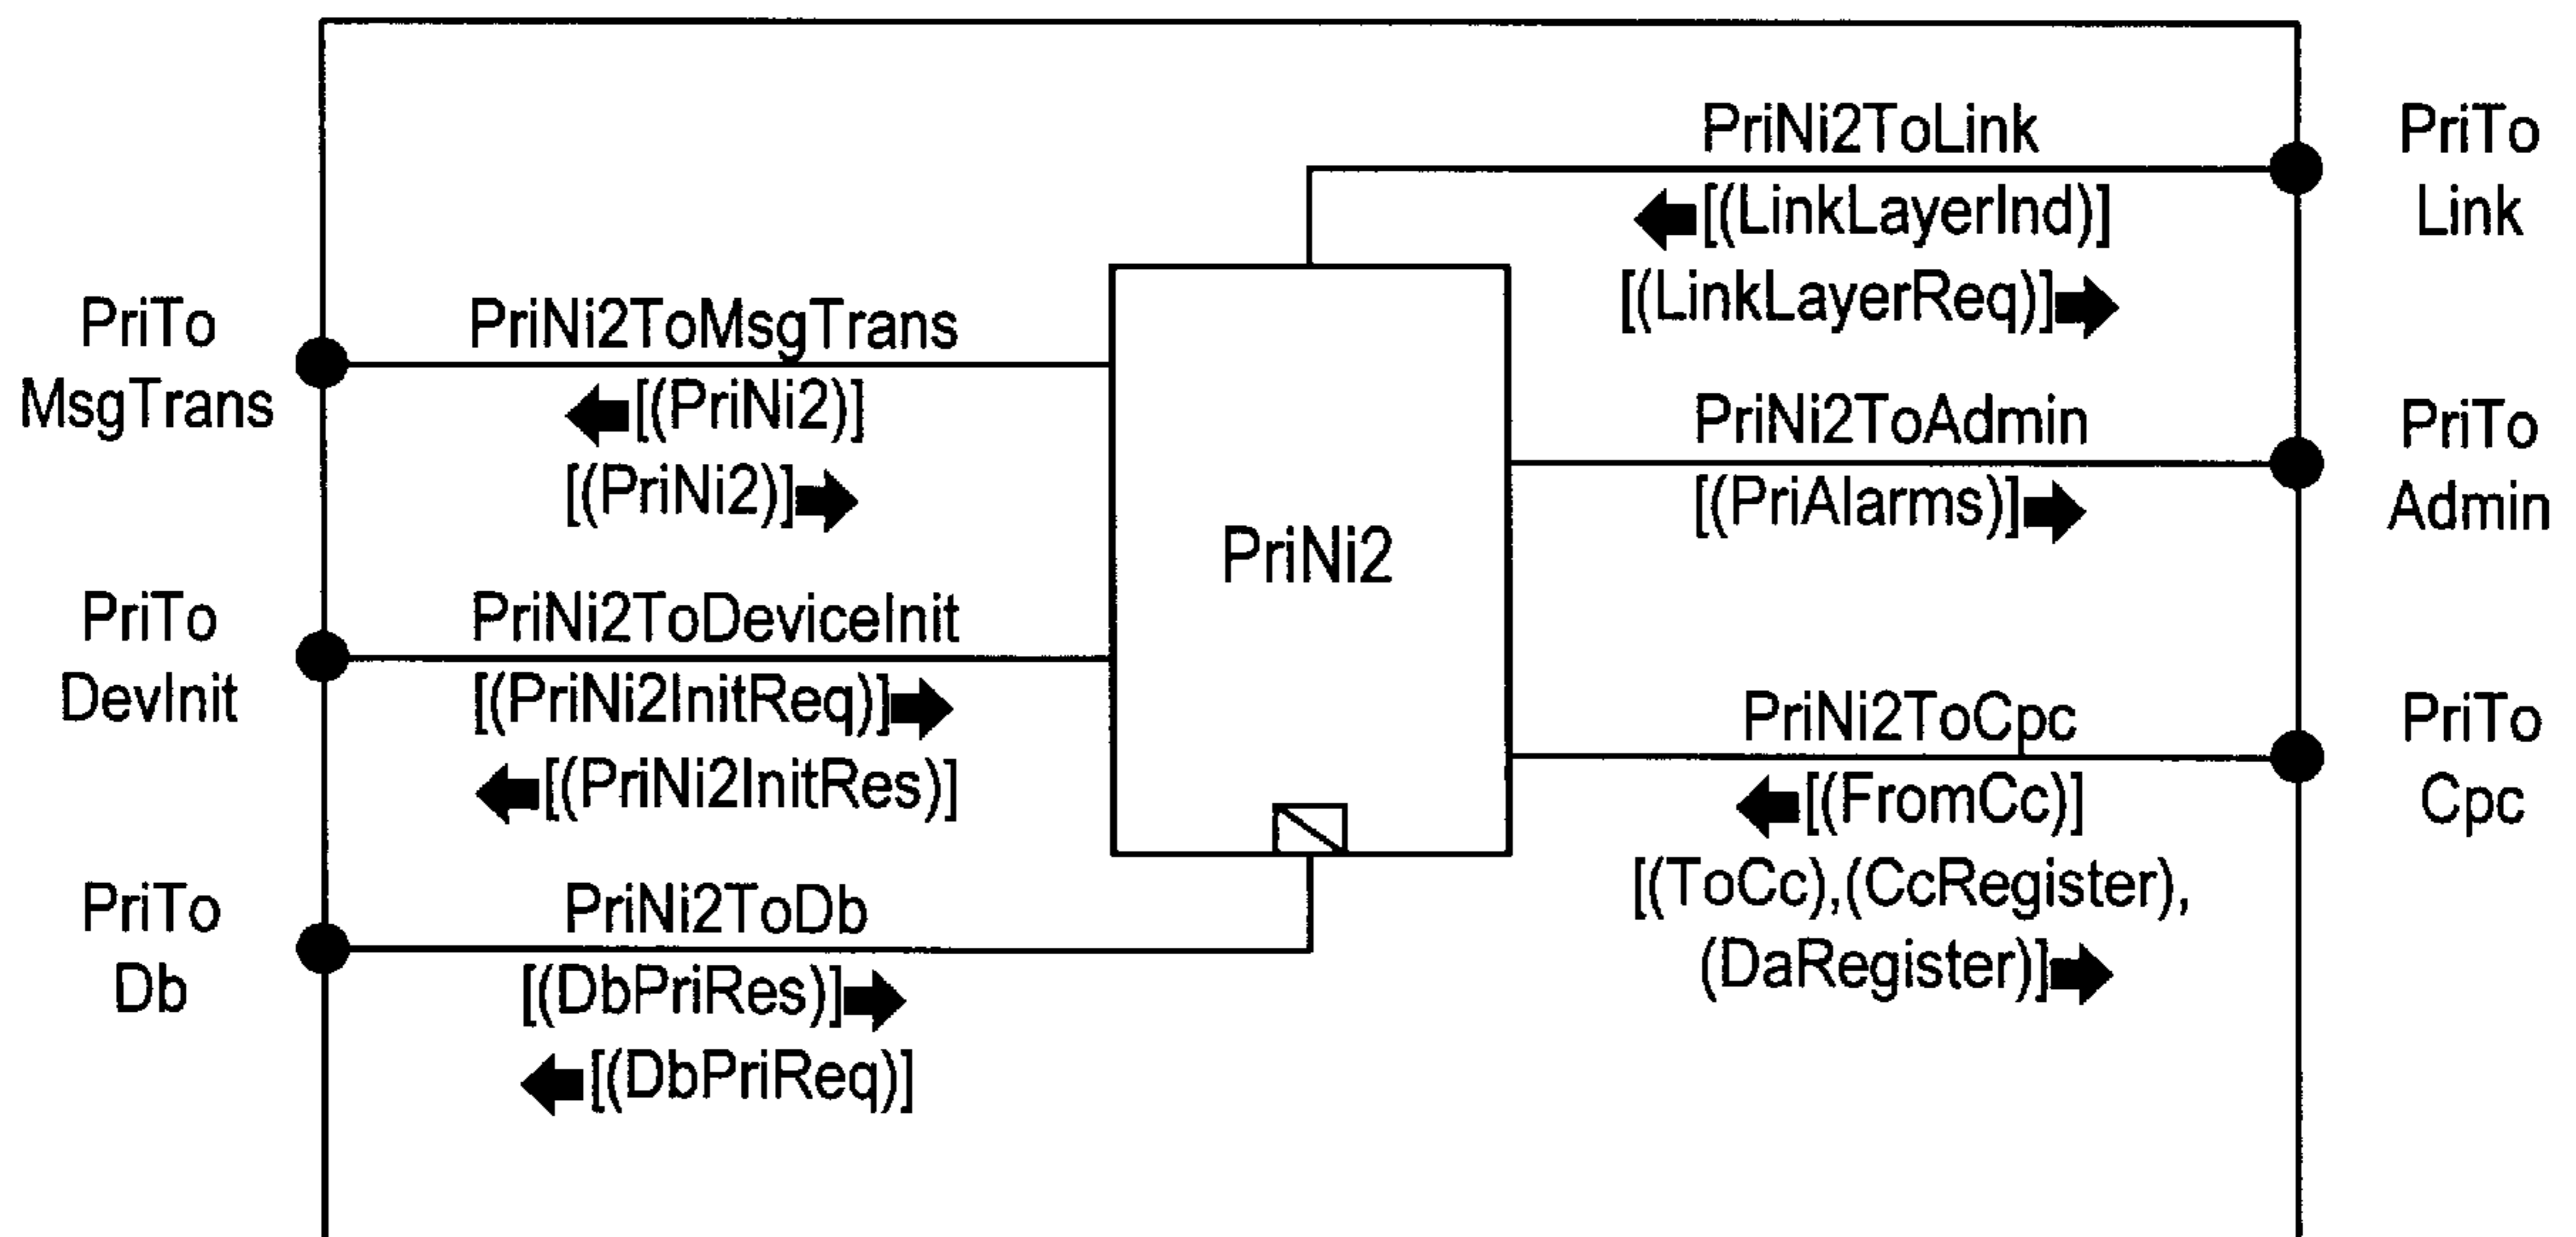 PriNi2ToLink
[(LinkLayerInd)]
[(LinkLayerReq)]
PriTo
Link
PriTo
MsgTrans
PriNi2ToMsgTrans
[(PriNi2)]
[(PriNi2)]
PriNi2ToAdmin
[(PriAlarms)]
PriTo
Admin
PriNi2
PriTo
DevInit
PriNi2ToDeviceInit
[(PriNi2InitReq)]
[(PriNi2InitRes)]
PriNi2ToCpc
[(FromCc)]
[(ToCc),(CcRegister),
(DaRegister)]
PriTo
Cpc
PriTo
Db
PriNi2ToDb
[(DbPriRes)]
[(DbPriReq)]